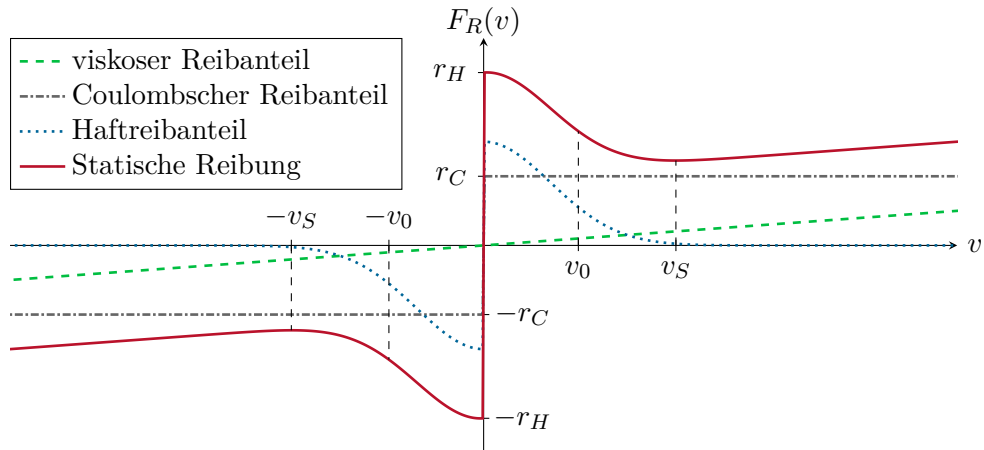 F_R(v)
viskoser Reibanteil
Coulombscher Reibanteil
Haftreibanteil
Statische Reibung
r_H
r_C
−v_S
−v_0
v
v_0
v_S
−r_C
−r_H